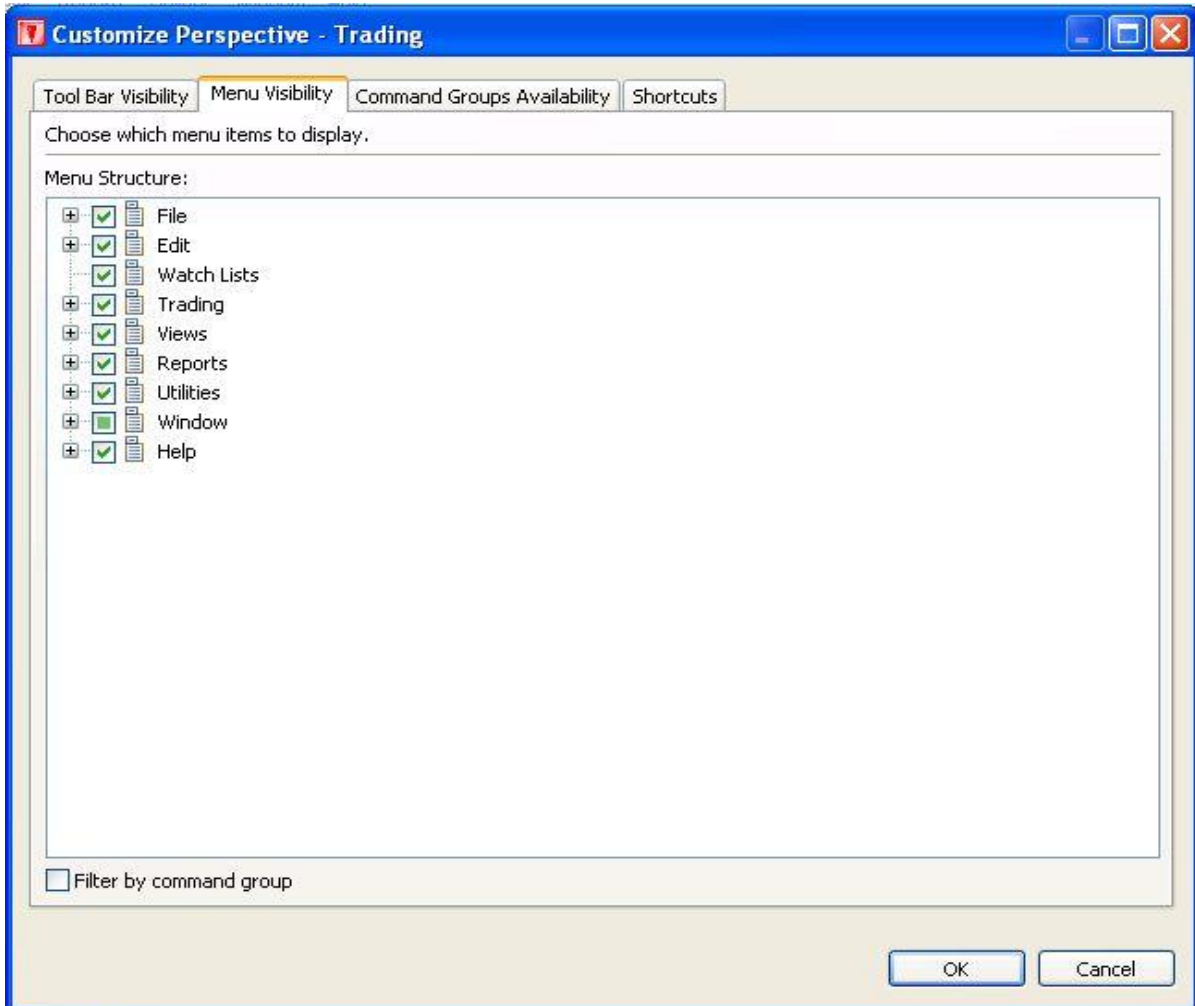 Customize Perspective - Trading
Tool Bar Visibility Menu Visibility Command Groups Availability Shortcuts
Choose which menu items to display.
Menu Structure:
File
Edit
Watch Lists
Trading
Views
Reports
Utilities
Window
Help
Filter by command group
OK Cancel